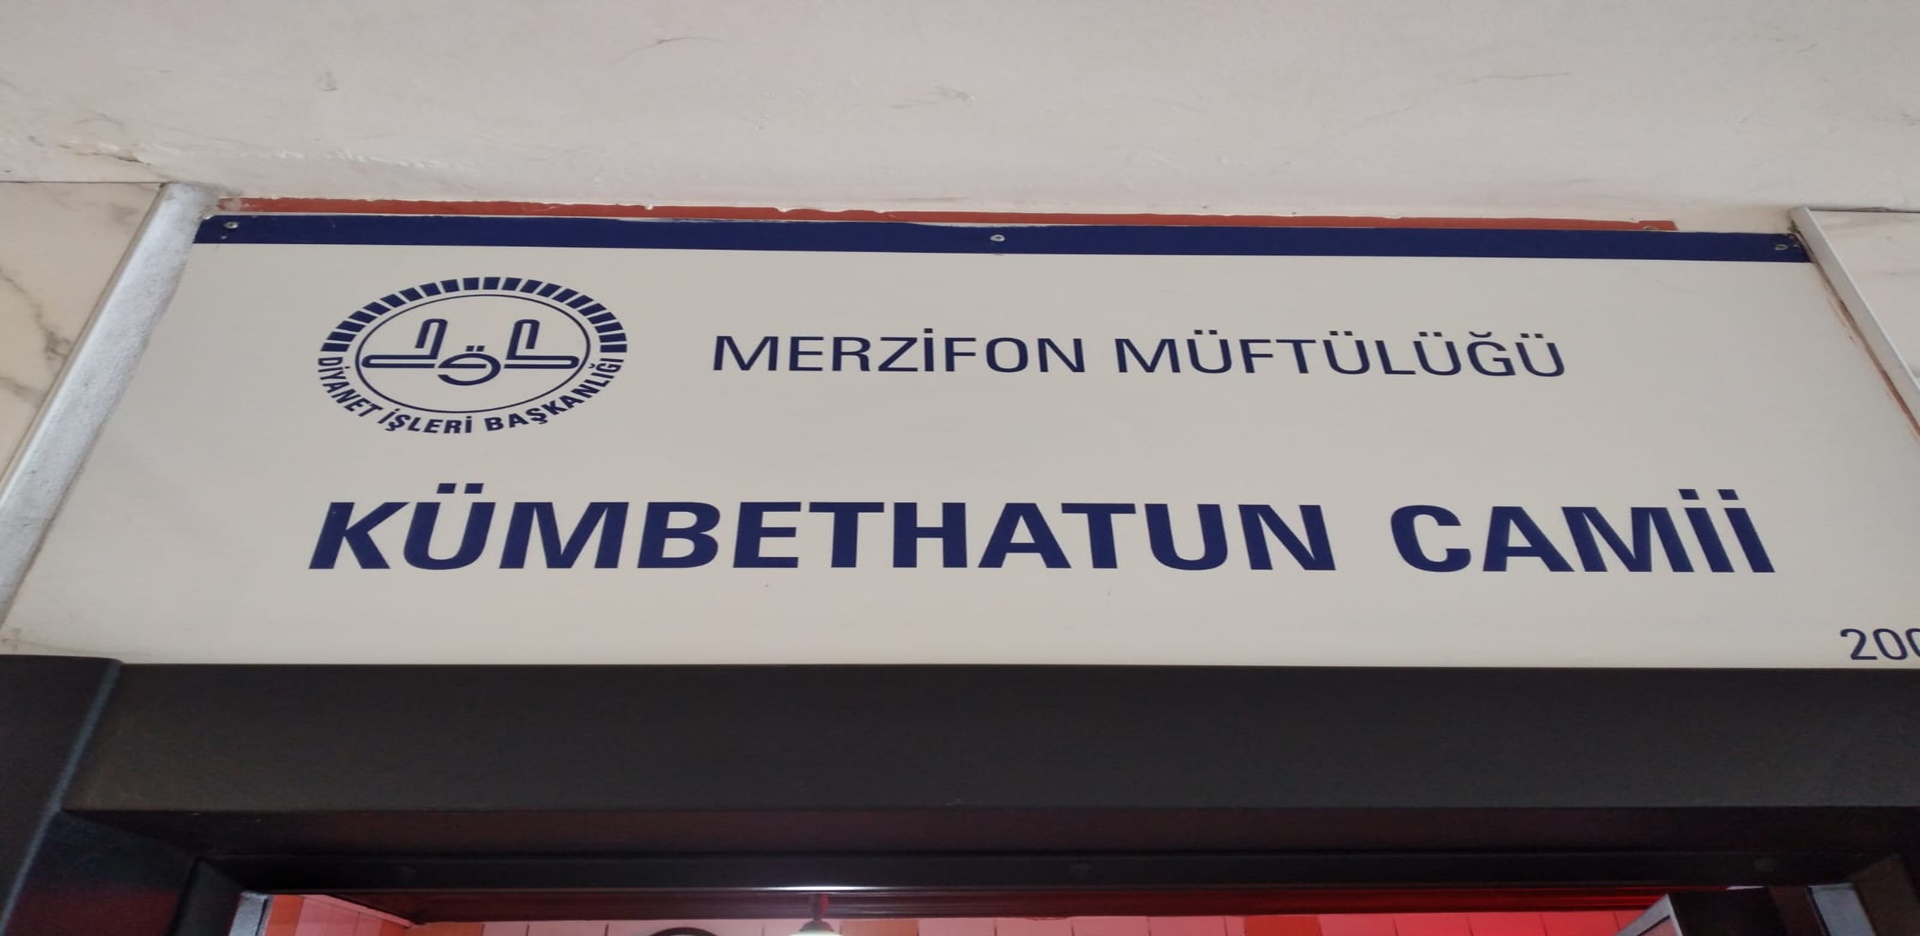 MERZİFON MÜFTÜLÜĞÜ
DİYANET İŞLERİ BAŞKANLIĞI
KÜMBETHATUN CAMİİ